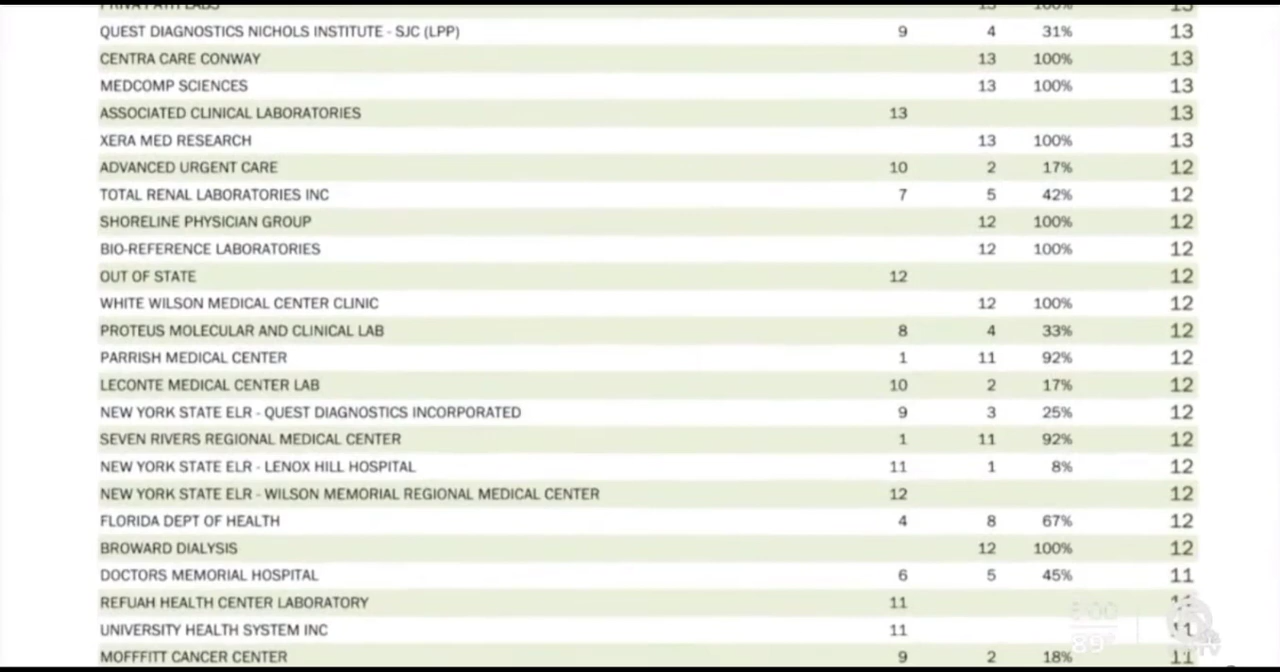 PRIVAPATH LABS 13 100% 13
QUEST DIAGNOSTICS NICHOLS INSTITUTE - SJC (LPP) 9 4 31% 13
CENTRA CARE CONWAY 13 100% 13
MEDCOMP SCIENCES 13 100% 13
ASSOCIATED CLINICAL LABORATORIES 13 13
XERA MED RESEARCH 13 100% 13
ADVANCED URGENT CARE 10 2 17% 12
TOTAL RENAL LABORATORIES INC 7 5 42% 12
SHORELINE PHYSICIAN GROUP 12 100% 12
BIO-REFERENCE LABORATORIES 12 100% 12
OUT OF STATE 12 12
WHITE WILSON MEDICAL CENTER CLINIC 12 100% 12
PROTEUS MOLECULAR AND CLINICAL LAB 8 4 33% 12
PARRISH MEDICAL CENTER 1 11 92% 12
LECONTE MEDICAL CENTER LAB 10 2 17% 12
NEW YORK STATE ELR - QUEST DIAGNOSTICS INCORPORATED 9 3 25% 12
SEVEN RIVERS REGIONAL MEDICAL CENTER 1 11 92% 12
NEW YORK STATE ELR - LENOX HILL HOSPITAL 11 1 8% 12
NEW YORK STATE ELR - WILSON MEMORIAL REGIONAL MEDICAL CENTER 12 12
FLORIDA DEPT OF HEALTH 4 8 67% 12
BROWARD DIALYSIS 12 100% 12
DOCTORS MEMORIAL HOSPITAL 6 5 45% 11
REFUAH HEALTH CENTER LABORATORY 11 11
UNIVERSITY HEALTH SYSTEM INC 11 11
MOFFFITT CANCER CENTER 9 2 18% 11
89°